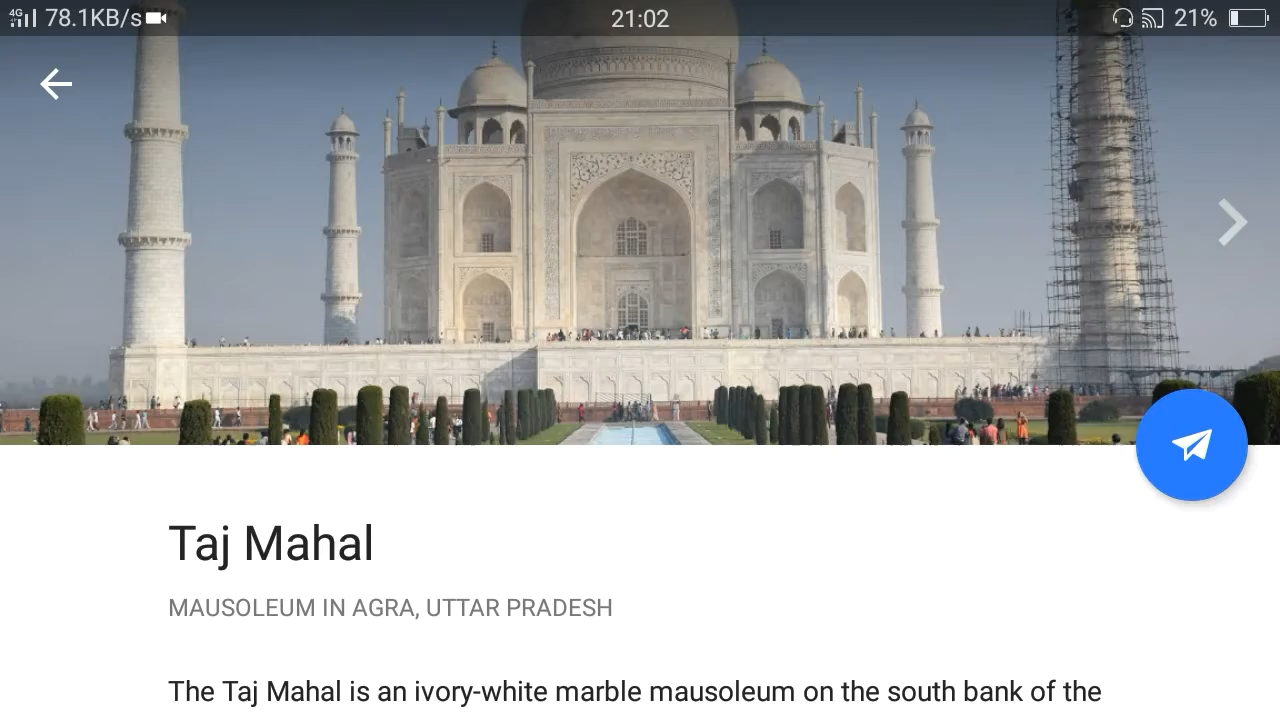 4G 78.1KB/s 21:02 21%
Taj Mahal
MAUSOLEUM IN AGRA, UTTAR PRADESH
The Taj Mahal is an ivory-white marble mausoleum on the south bank of the